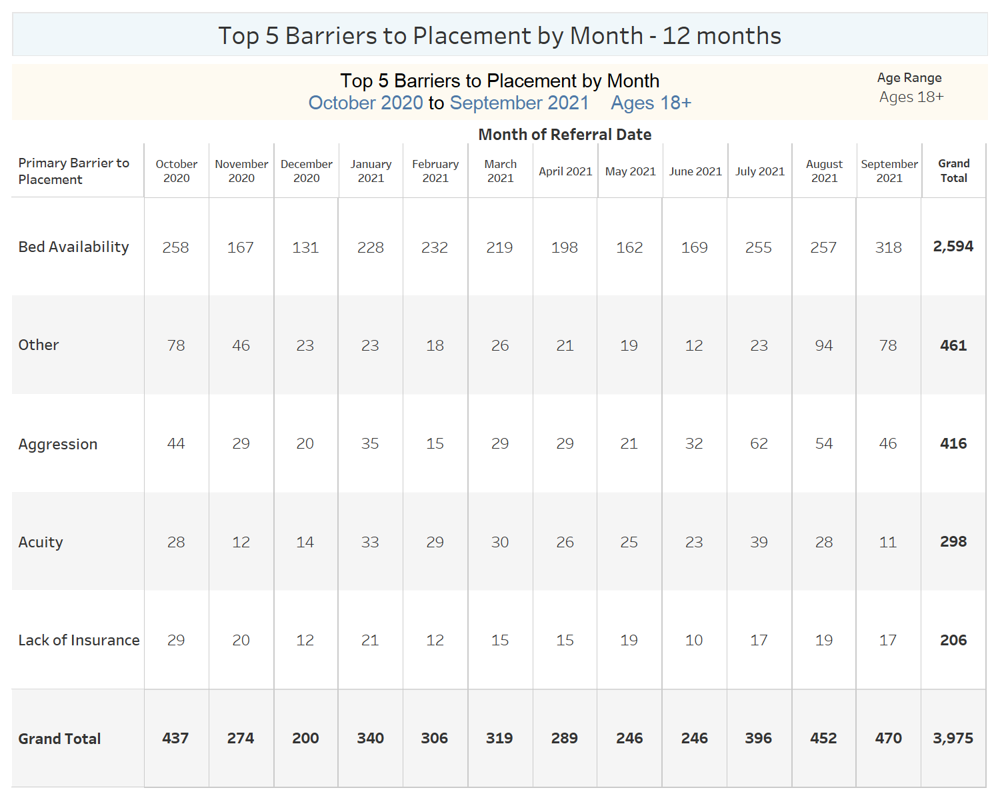 Top 5 Barriers to Placement by Month - 12 months
Top 5 Barriers to Placement by Month
October 2020 to September 2021 Ages 18+
Age Range
Ages 18+
Month of Referral Date
Primary Barrier to
Placement
October
2020
November
2020
December
2020
January
2021
February
2021
March
2021
April 2021
May 2021
June 2021
July 2021
August
2021
September
2021
Grand
Total
Bed Availability 258 167 131 228 232 219 198 162 169 255 257 318 2,594
Other 78 46 23 23 18 26 21 19 12 23 94 78 461
Aggression 44 29 20 35 15 29 29 21 32 62 54 46 416
Acuity 28 12 14 33 29 30 26 25 23 39 28 11 298
Lack of Insurance 29 20 12 21 12 15 15 19 10 17 19 17 206
Grand Total 437 274 200 340 306 319 289 246 246 396 452 470 3,975